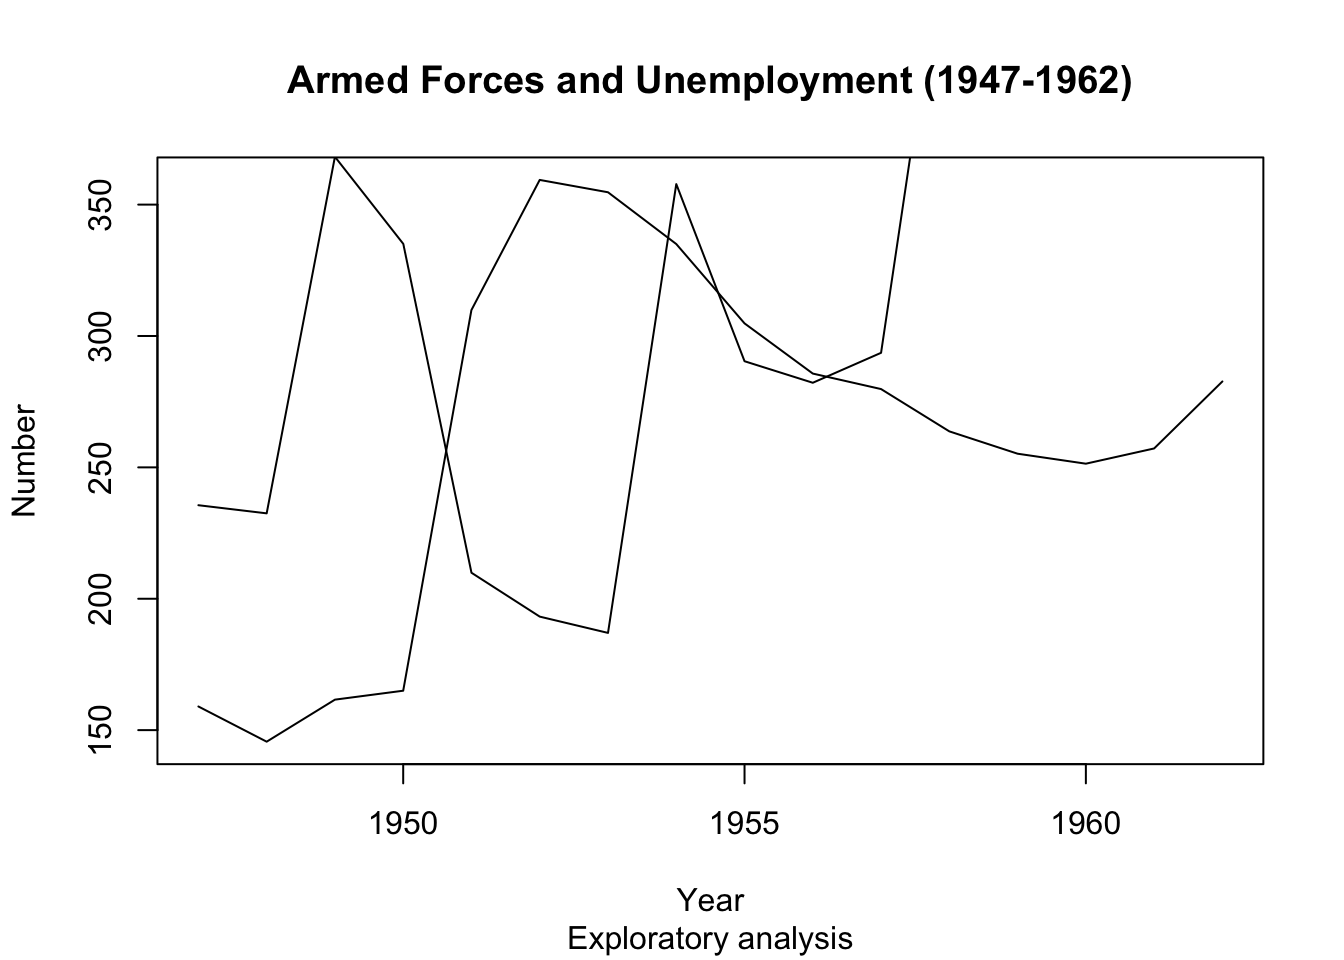 Armed Forces and Unemployment (1947-1962)
Number
350
300
250
200
150
1950
1955
1960
Year
Exploratory analysis